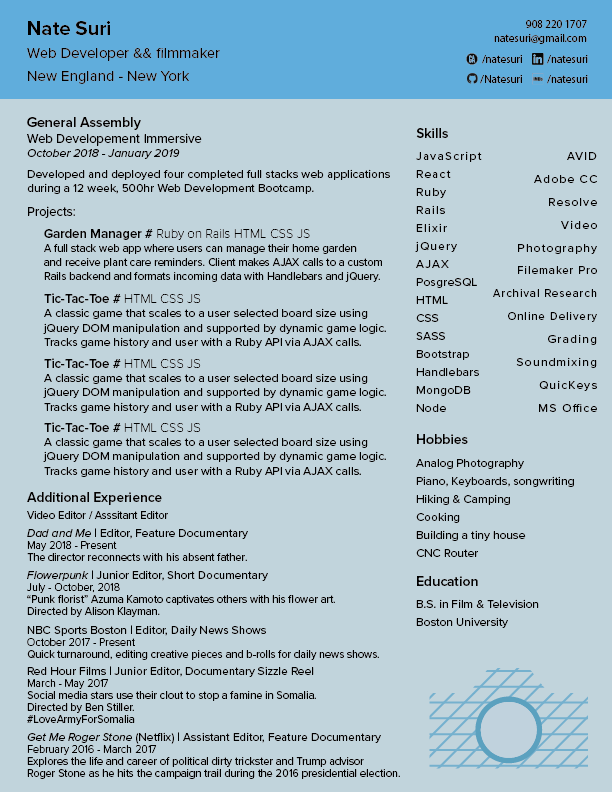 Nate Suri
Web Developer && filmmaker
New England - New York
908 220 1707
natesuri@gmail.com
/natesuri /natesuri
/Natesuri /natesuri
General Assembly
Web Developement Immersive
October 2018 - January 2019
Developed and deployed four completed full stacks web applications
during a 12 week, 500hr Web Development Bootcamp.
Projects:
Garden Manager # Ruby on Rails HTML CSS JS
A full stack web app where users can manage their home garden
and receive plant care reminders. Client makes AJAX calls to a custom
Rails backend and formats incoming data with Handlebars and jQuery.
Tic-Tac-Toe # HTML CSS JS
A classic game that scales to a user selected board size using
jQuery DOM manipulation and supported by dynamic game logic.
Tracks game history and user with a Ruby API via AJAX calls.
Tic-Tac-Toe # HTML CSS JS
A classic game that scales to a user selected board size using
jQuery DOM manipulation and supported by dynamic game logic.
Tracks game history and user with a Ruby API via AJAX calls.
Tic-Tac-Toe # HTML CSS JS
A classic game that scales to a user selected board size using
jQuery DOM manipulation and supported by dynamic game logic.
Tracks game history and user with a Ruby API via AJAX calls.
Additional Experience
Video Editor / Asssitant Editor
Dad and Me | Editor, Feature Documentary
May 2018 - Present
The director reconnects with his absent father.
Flowerpunk | Junior Editor, Short Documentary
July - October, 2018
“Punk florist” Azuma Kamoto captivates others with his flower art.
Directed by Alison Klayman.
NBC Sports Boston | Editor, Daily News Shows
October 2017 - Present
Quick turnaround, editing creative pieces and b-rolls for daily news shows.
Red Hour Films | Junior Editor, Documentary Sizzle Reel
March - May 2017
Social media stars use their clout to stop a famine in Somalia.
Directed by Ben Stiller.
#LoveArmyForSomalia
Get Me Roger Stone (Netflix) | Assistant Editor, Feature Documentary
February 2016 - March 2017
Explores the life and career of political dirty trickster and Trump advisor
Roger Stone as he hits the campaign trail during the 2016 presidential election.
Skills
JavaScript
React
Ruby
Rails
Elixir
jQuery
AJAX
PosgreSQL
HTML
CSS
SASS
Bootstrap
Handlebars
MongoDB
Node
AVID
Adobe CC
Resolve
Video
Photography
Filemaker Pro
Archival Research
Online Delivery
Grading
Soundmixing
QuicKeys
MS Office
Hobbies
Analog Photography
Piano, Keyboards, songwriting
Hiking & Camping
Cooking
Building a tiny house
CNC Router
Education
B.S. in Film & Television
Boston University